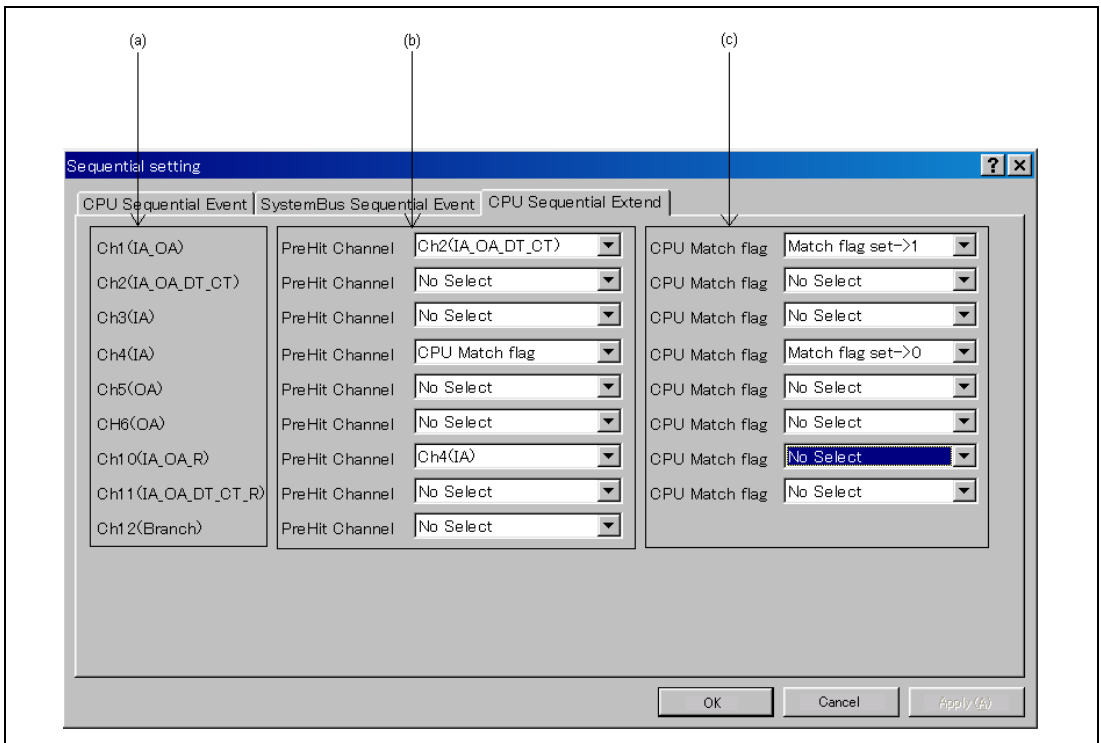 (a) (b) (c)
Sequential setting
CPU Sequential Event SystemBus Sequential Event CPU Sequential Extend
Ch1(IA_OA) PreHit Channel Ch2(IA_OA_DT_CT) CPU Match flag Match flag set->1
Ch2(IA_OA_DT_CT) PreHit Channel No Select CPU Match flag No Select
Ch3(IA) PreHit Channel No Select CPU Match flag No Select
Ch4(IA) PreHit Channel CPU Match flag CPU Match flag Match flag set->0
Ch5(OA) PreHit Channel No Select CPU Match flag No Select
CH6(OA) PreHit Channel No Select CPU Match flag No Select
Ch10(IA_OA_R) PreHit Channel Ch4(IA) CPU Match flag No Select
Ch11(IA_OA_DT_CT_R) PreHit Channel No Select CPU Match flag No Select
Ch12(Branch) PreHit Channel No Select
OK Cancel Apply(A)